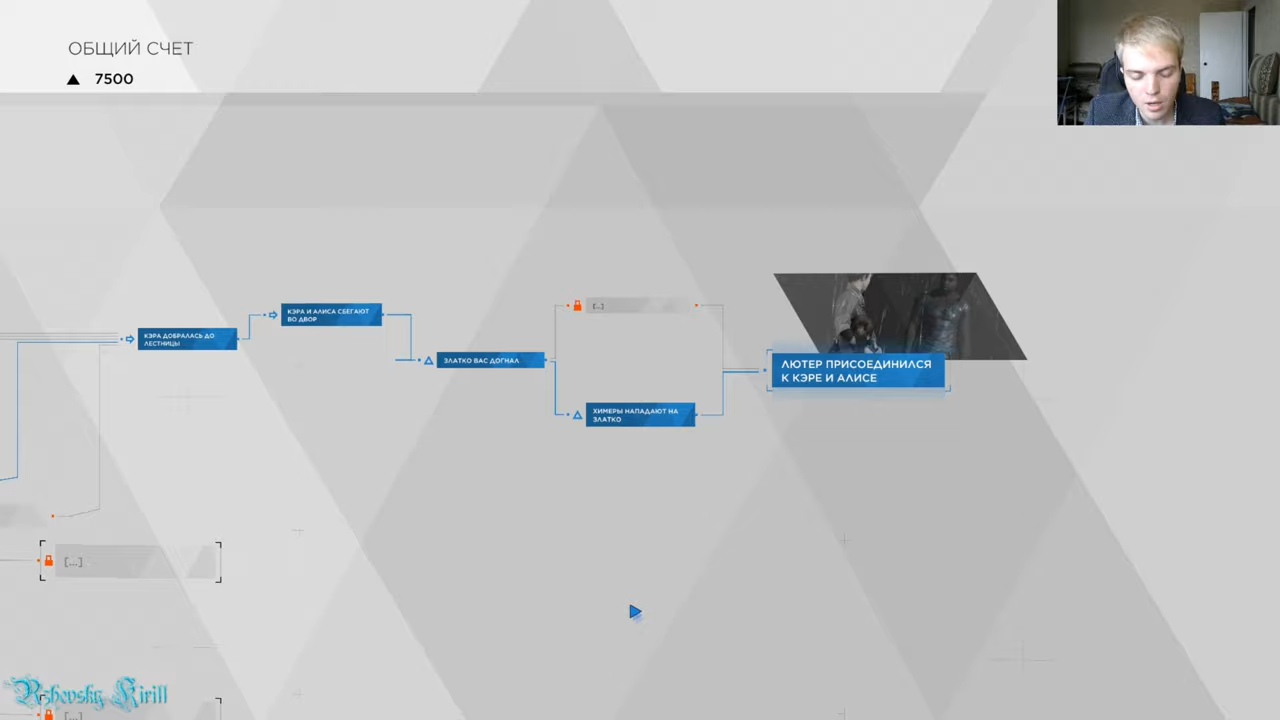 ОБЩИЙ СЧЕТ
7500
КЭРА И АЛИСА СБЕГАЮТ
ВО ДВОР
КЭРА ДОБРАЛАСЬ ДО
ЛЕСТНИЦЫ
[...]
ЗЛАТКО ВАС ДОГНАЛ
ЛЮТЕР ПРИСОЕДИНИЛСЯ
К КЭРЕ И АЛИСЕ
ХИМЕРЫ НАПАДАЮТ НА
ЗЛАТКО
[...]
Rzhevsky Kirill
[...]